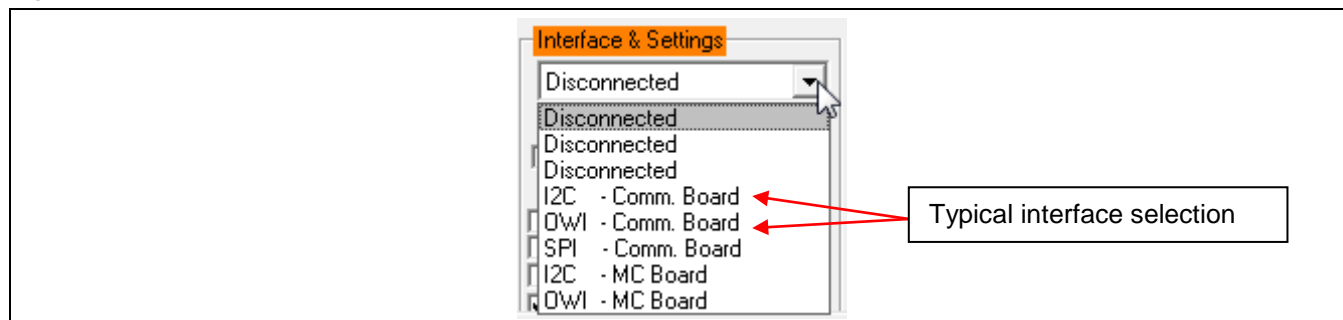 Interface & Settings
Disconnected
Disconnected
Disconnected
Disconnected
I2C - Comm. Board
OWI - Comm. Board
SPI - Comm. Board
I2C - MC Board
OWI - MC Board
Typical interface selection